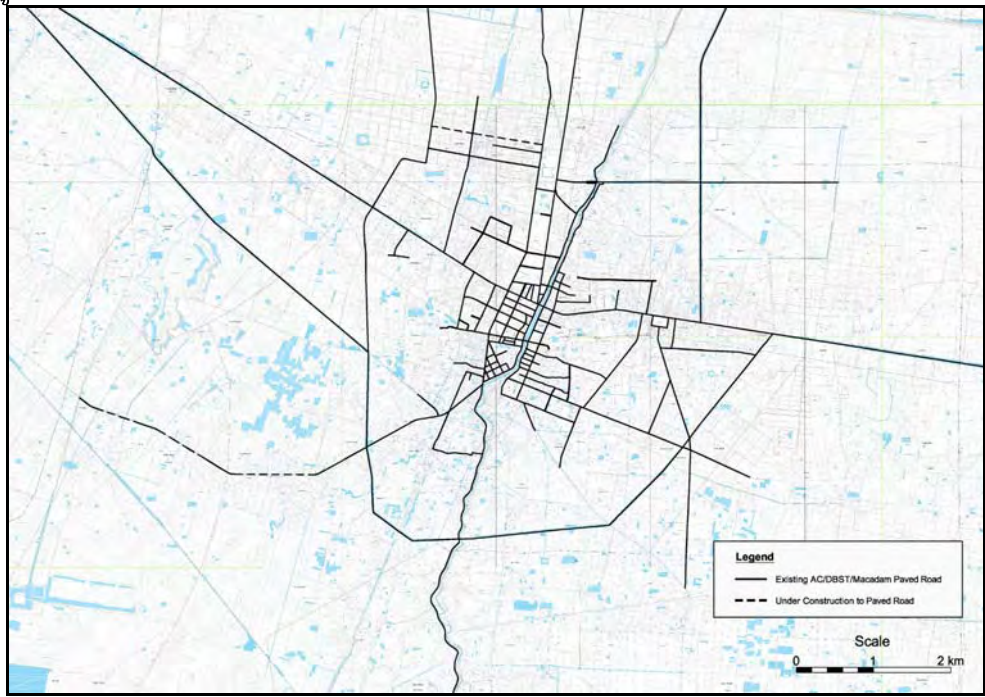 Legend
Existing AC/DBST/Macadam Paved Road
Under Construction to Paved Road
Scale
0 1 2 km